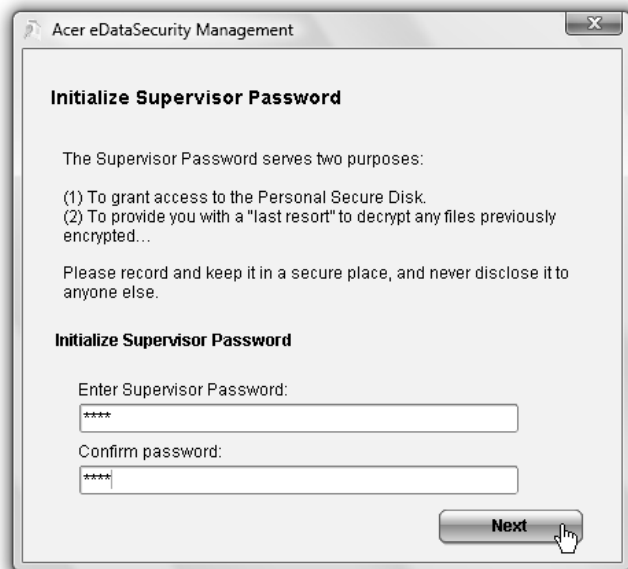 Acer eDataSecurity Management
X
Initialize Supervisor Password
The Supervisor Password serves two purposes:
(1) To grant access to the Personal Secure Disk.
(2) To provide you with a "last resort" to decrypt any files previously
encrypted...
Please record and keep it in a secure place, and never disclose it to
anyone else.
Initialize Supervisor Password
Enter Supervisor Password:
****
Confirm password:
****
Next